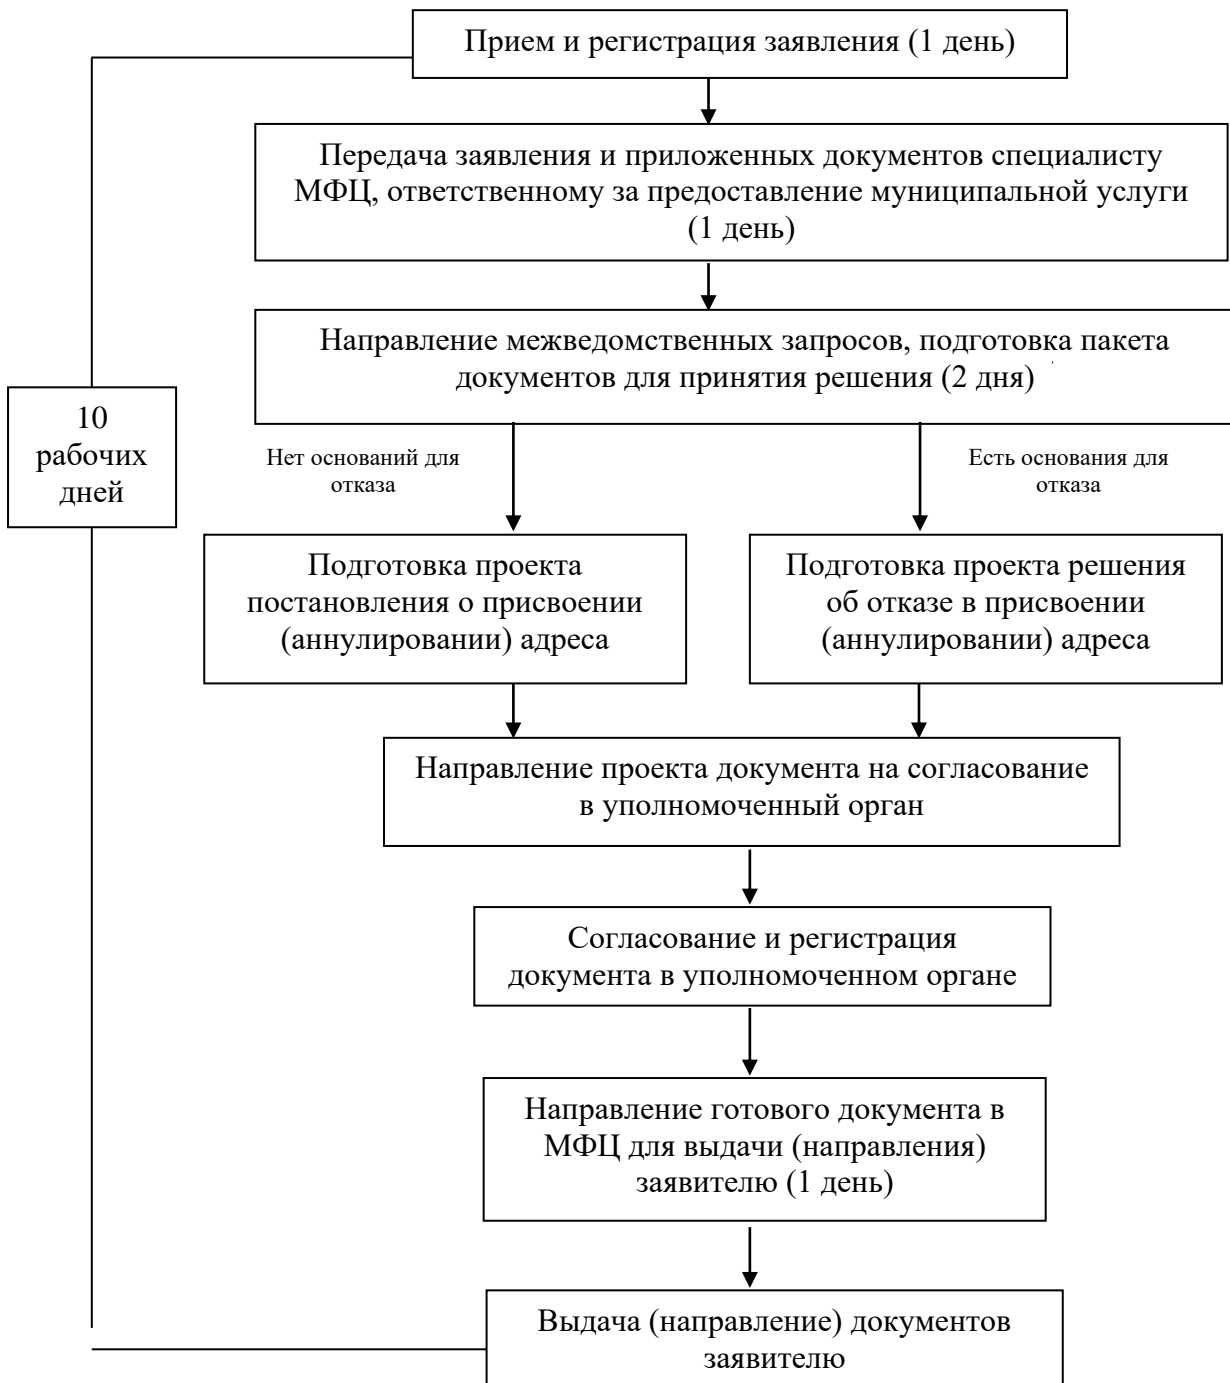 Прием и регистрация заявления (1 день)
Передача заявления и приложенных документов специалисту
МФЦ, ответственному за предоставление муниципальной услуги
(1 день)
Направление межведомственных запросов, подготовка пакета
документов для принятия решения (2 дня)
10
рабочих
дней
Нет оснований для
отказа
Есть основания для
отказа
Подготовка проекта
постановления о присвоении
(аннулировании) адреса
Подготовка проекта решения
об отказе в присвоении
(аннулировании) адреса
Направление проекта документа на согласование
в уполномоченный орган
Согласование и регистрация
документа в уполномоченном органе
Направление готового документа в
МФЦ для выдачи (направления)
заявителю (1 день)
Выдача (направление) документов
заявителю